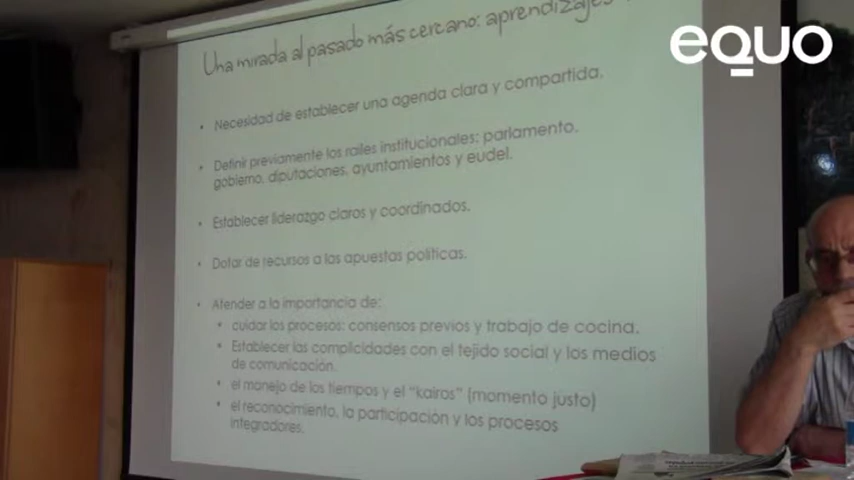 equo
Una mirada al pasado más cercano: aprendizajes
• Necesidad de establecer una agenda clara y compartida.
• Definir previamente los railes institucionales: parlamento,
gobierno, diputaciones, ayuntamientos y eudel.
• Establecer liderazgo claros y coordinados.
• Dotar de recursos a las apuestas políticas.
• Atender a la importancia de:
• cuidar los procesos: consensos previos y trabajo de cocina.
• Establecer las complicidades con el tejido social y los medios
de comunicación.
• el manejo de los tiempos y el "kairos" (momento justo)
• el reconocimiento, la participación y los procesos
integradores.